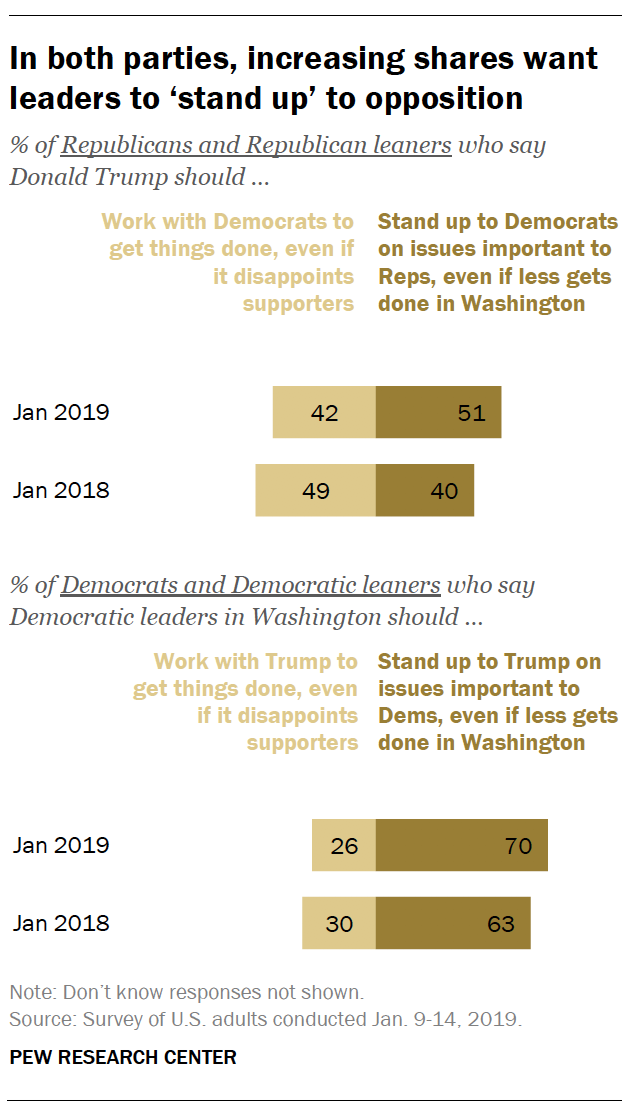 In both parties, increasing shares want
leaders to ‘stand up’ to opposition
% of Republicans and Republican leaners who say
Donald Trump should ...
Work with Democrats to
get things done, even if
it disappoints
supporters
Stand up to Democrats
on issues important to
Reps, even if less gets
done in Washington
Jan 2019 42 51
Jan 2018 49 40
% of Democrats and Democratic leaners who say
Democratic leaders in Washington should ...
Work with Trump to
get things done, even
if it disappoints
supporters
Stand up to Trump on
issues important to
Dems, even if less gets
done in Washington
Jan 2019 26 70
Jan 2018 30 63
Note: Don’t know responses not shown.
Source: Survey of U.S. adults conducted Jan. 9-14, 2019.
PEW RESEARCH CENTER